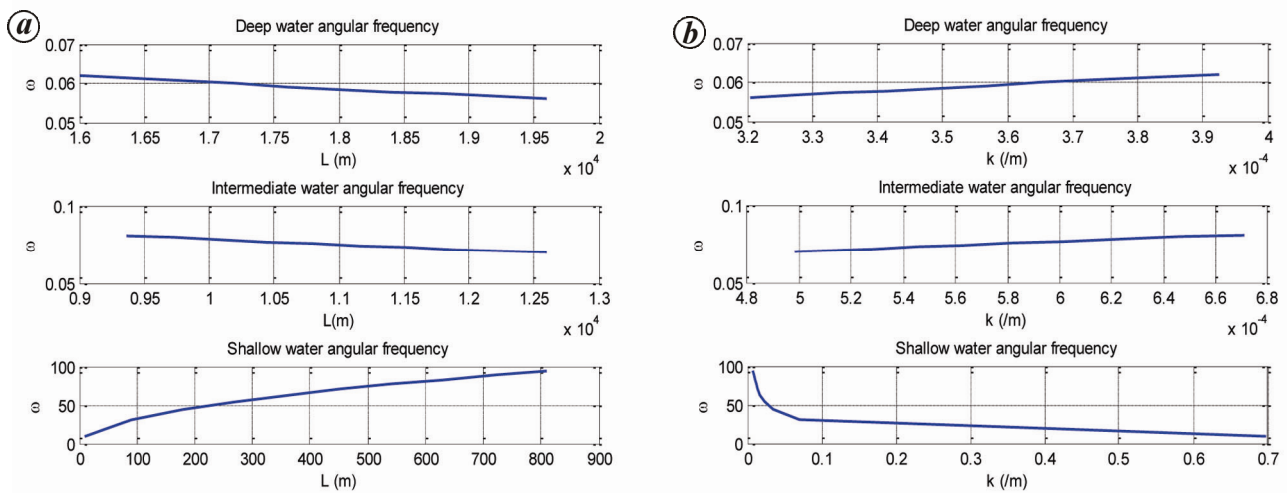 a
Deep water angular frequency
0.07
0.06
0.05
ω
1.6 1.65 1.7 1.75 1.8 1.85 1.9 1.95 2
L (m)
x 10^4
Intermediate water angular frequency
0.1
0.05
ω
0.9 0.95 1 1.05 1.1 1.15 1.2 1.25 1.3
L(m)
x 10^4
Shallow water angular frequency
100
50
0
ω
0 100 200 300 400 500 600 700 800 900
L (m)
b
Deep water angular frequency
0.07
0.06
0.05
ω
3.2 3.3 3.4 3.5 3.6 3.7 3.8 3.9 4
k (/m)
x 10^-4
Intermediate water angular frequency
0.1
0.05
ω
4.8 5 5.2 5.4 5.6 5.8 6 6.2 6.4 6.6 6.8
k (/m)
x 10^-4
Shallow water angular frequency
100
50
0
ω
0 0.1 0.2 0.3 0.4 0.5 0.6 0.7
k (/m)